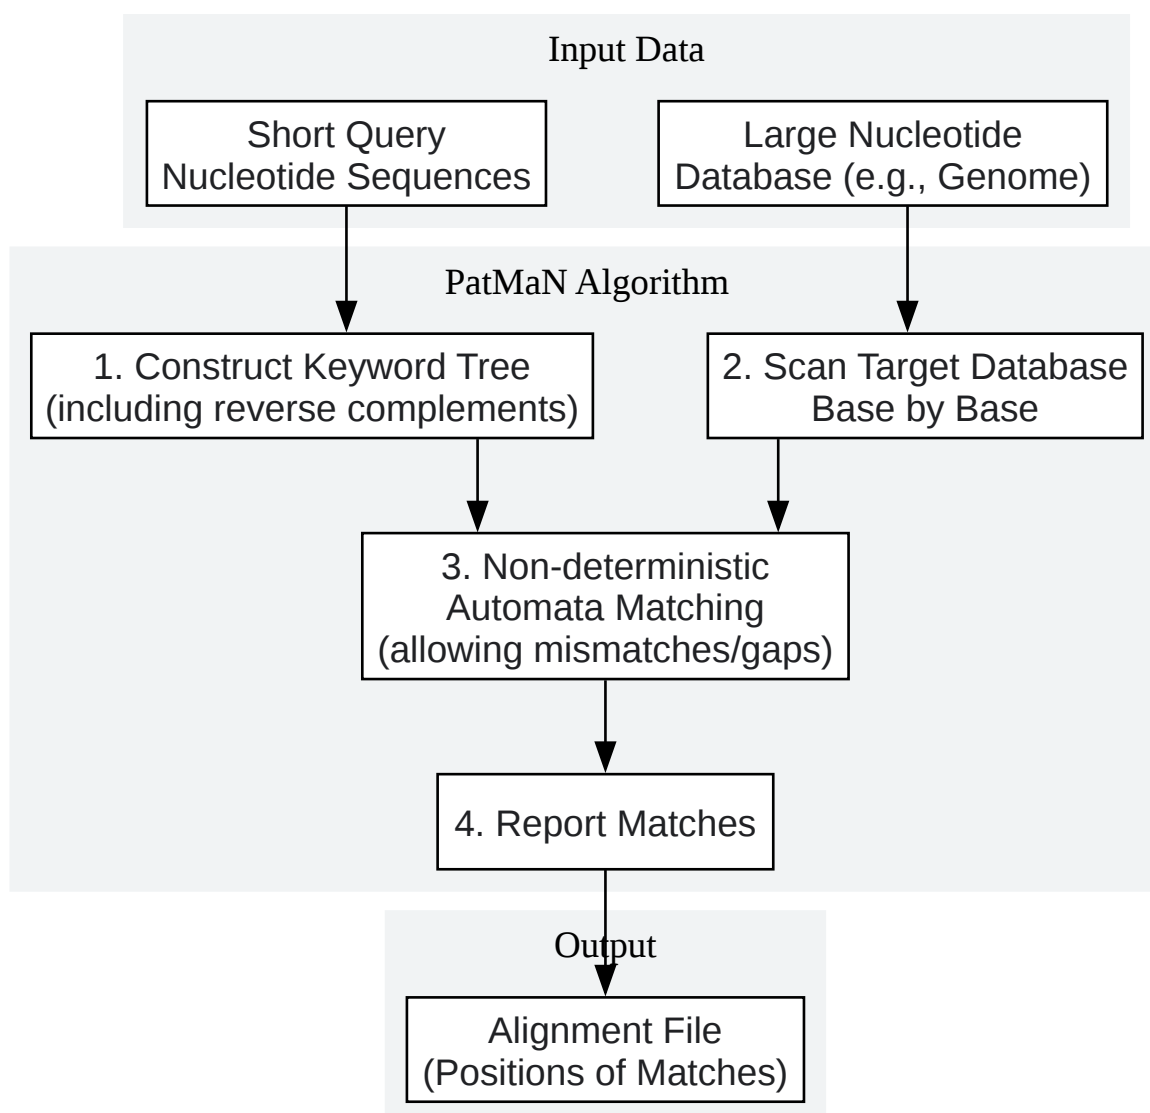 Input Data
Short Query
Nucleotide Sequences
Large Nucleotide
Database (e.g., Genome)
PatMaN Algorithm
1. Construct Keyword Tree
(including reverse complements)
2. Scan Target Database
Base by Base
3. Non-deterministic
Automata Matching
(allowing mismatches/gaps)
4. Report Matches
Output
Alignment File
(Positions of Matches)